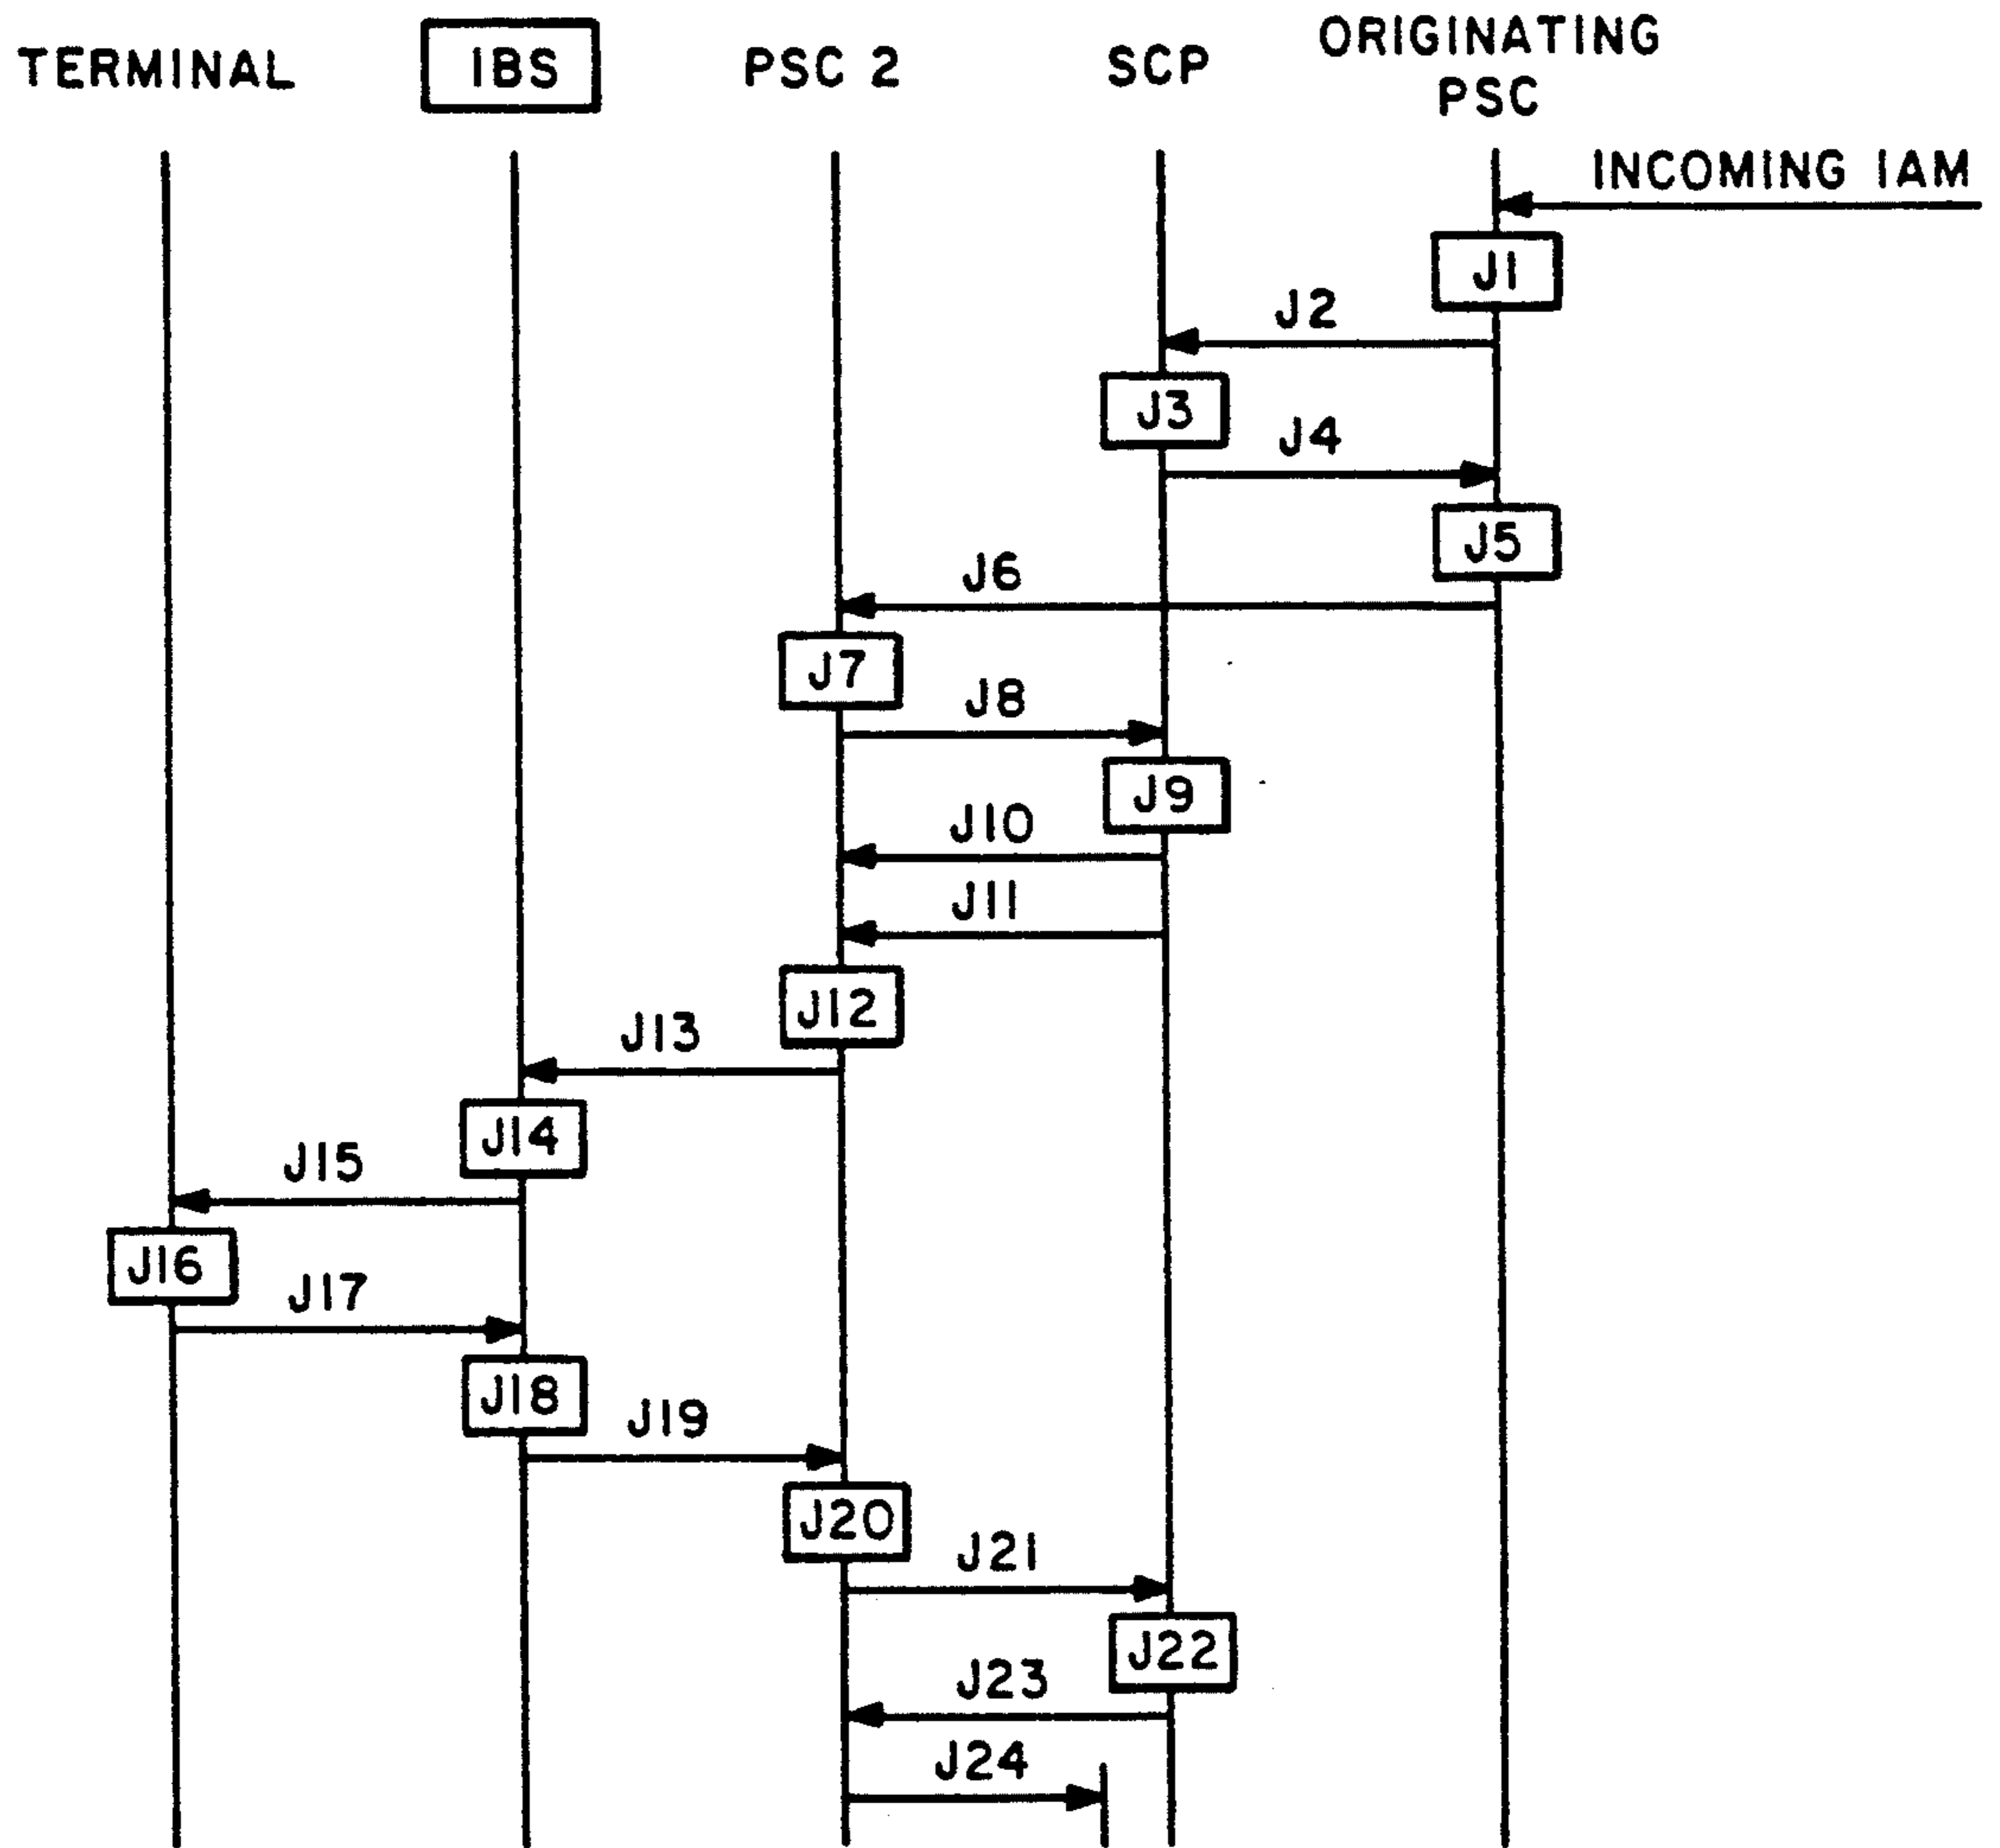 TERMINAL
IBS
PSC 2
SCP
ORIGINATING
PSC
INCOMING IAM
J1
J2
J3
J4
J5
J6
J7
J8
J9
J10
J11
J12
J13
J14
J15
J16
J17
J18
J19
J20
J21
J22
J23
J24